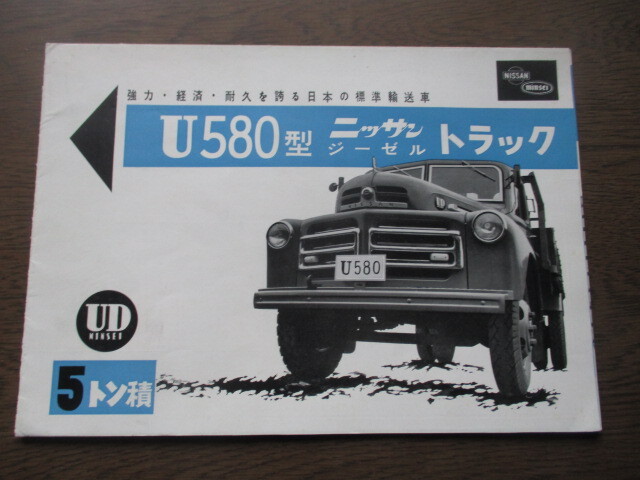 NISSAN
MINSEI
強力・経済・耐久を誇る日本の標準輸送車
U580型 ニッサン ジーゼル トラック
UD
U580
UD
MINSEI
5トン積